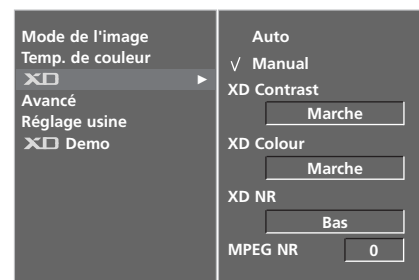 Mode de l'image
Temp. de couleur
XD
Avancé
Réglage usine
XD Demo
Auto
√ Manual
XD Contrast
Marche
XD Colour
Marche
XD NR
Bas
MPEG NR 0